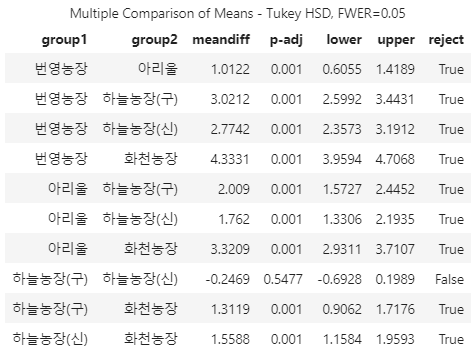 Multiple Comparison of Means - Tukey HSD, FWER=0.05
group1 group2 meandiff p-adj lower upper reject
번영농장 아리울 1.0122 0.001 0.6055 1.4189 True
번영농장 하늘농장(구) 3.0212 0.001 2.5992 3.4431 True
번영농장 하늘농장(신) 2.7742 0.001 2.3573 3.1912 True
번영농장 화천농장 4.3331 0.001 3.9594 4.7068 True
아리울 하늘농장(구) 2.009 0.001 1.5727 2.4452 True
아리울 하늘농장(신) 1.762 0.001 1.3306 2.1935 True
아리울 화천농장 3.3209 0.001 2.9311 3.7107 True
하늘농장(구) 하늘농장(신) -0.2469 0.5477 -0.6928 0.1989 False
하늘농장(구) 화천농장 1.3119 0.001 0.9062 1.7176 True
하늘농장(신) 화천농장 1.5588 0.001 1.1584 1.9593 True